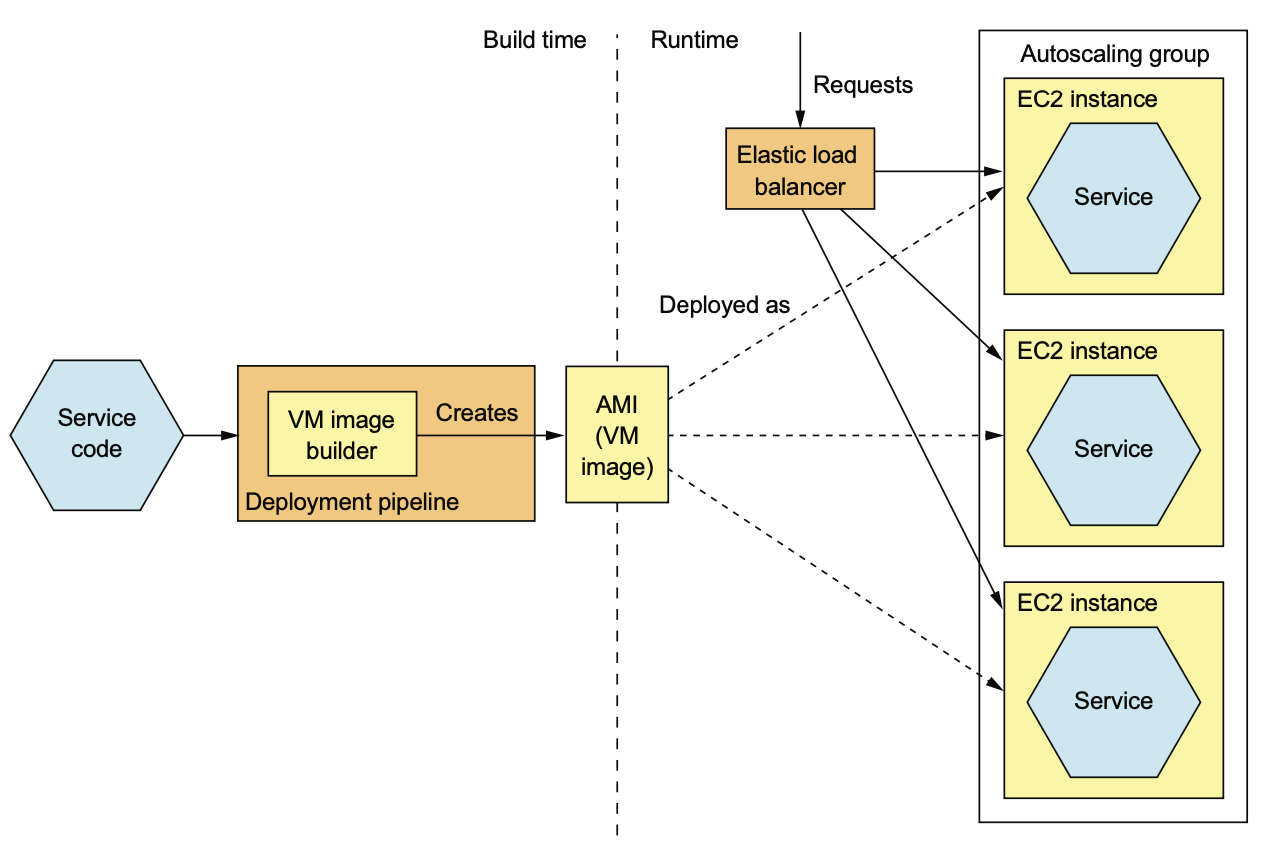 Build time
Runtime
Requests
Autoscaling group
EC2 instance
Service
Elastic load
balancer
Deployed as
EC2 instance
Service
Service
code
VM image
builder
Creates
Deployment pipeline
AMI
(VM
image)
EC2 instance
Service